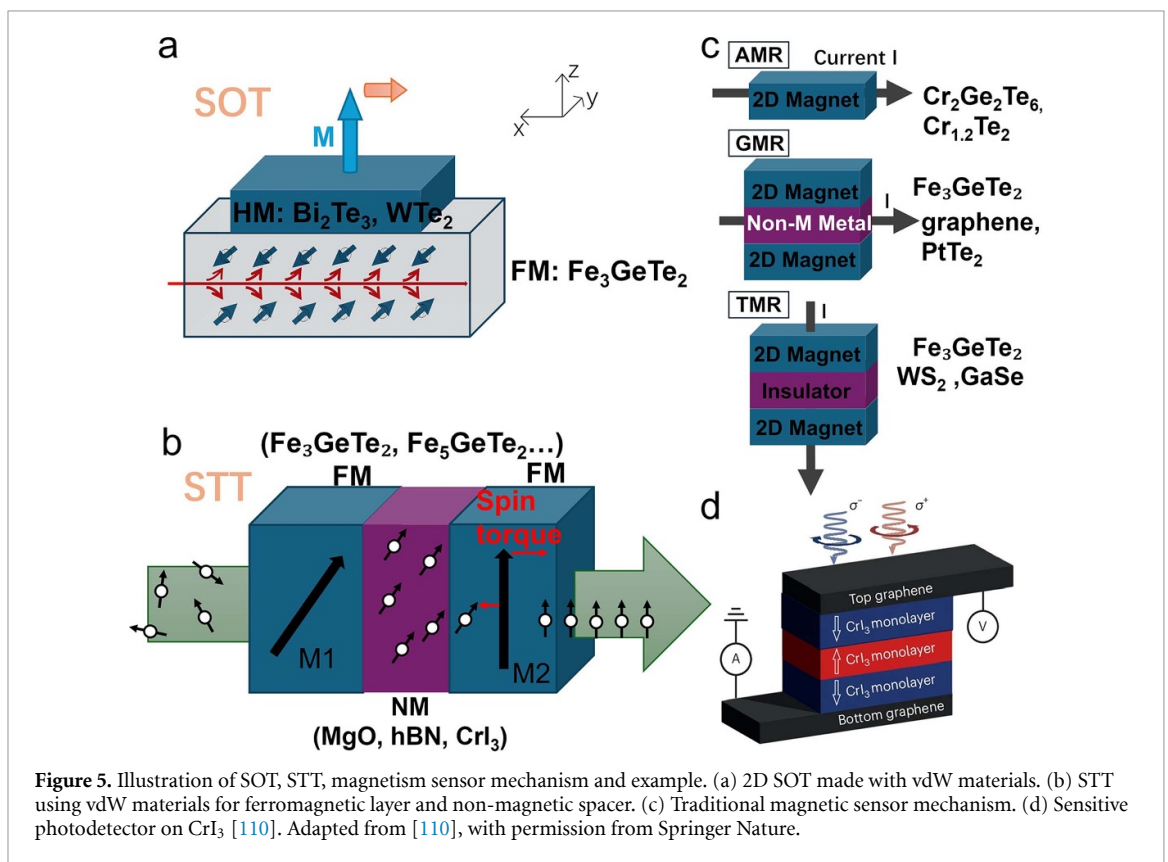 a
SOT
M
z
y
x
HM: Bi₂Te₃, WTe₂
FM: Fe₃GeTe₂
b
STT
(Fe₃GeTe₂, Fe₅GeTe₂...)
FM
FM
Spin
torque
M1
M2
NM
(MgO, hBN, CrI₃)
c
AMR
Current I
2D Magnet
Cr₂Ge₂Te₆,
Cr₁.₂Te₂
GMR
2D Magnet
Non-M Metal
2D Magnet
I
Fe₃GeTe₂
graphene,
PtTe₂
TMR
I
2D Magnet
Insulator
2D Magnet
Fe₃GeTe₂
WS₂ ,GaSe
d
σ⁻
σ⁺
Top graphene
CrI₃ monolayer
CrI₃ monolayer
CrI₃ monolayer
Bottom graphene
A
V
Figure 5. Illustration of SOT, STT, magnetism sensor mechanism and example. (a) 2D SOT made with vdW materials. (b) STT
using vdW materials for ferromagnetic layer and non-magnetic spacer. (c) Traditional magnetic sensor mechanism. (d) Sensitive
photodetector on CrI₃ [110]. Adapted from [110], with permission from Springer Nature.